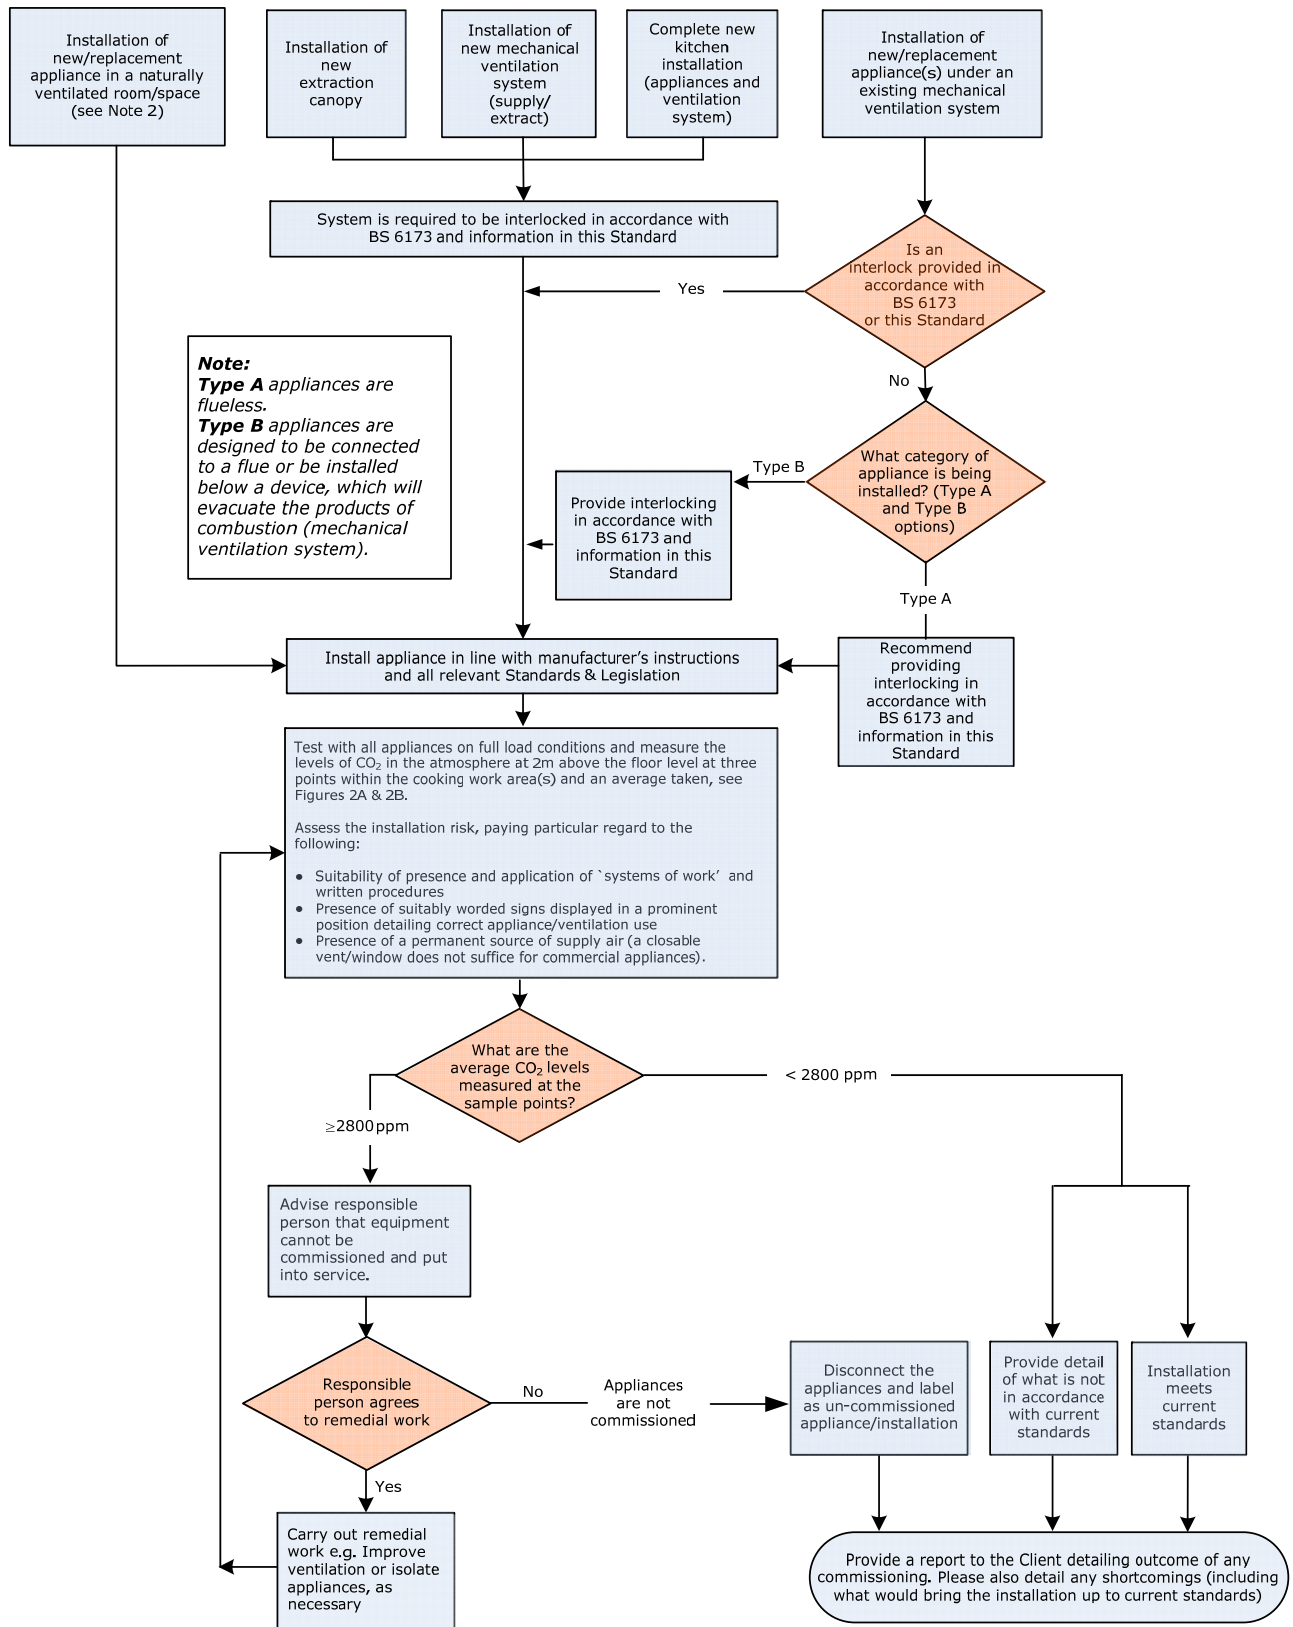 Installation of
new/replacement
appliance in a naturally
ventilated room/space
(see Note 2)
Installation of
new
extraction
canopy
Installation of
new mechanical
ventilation
system
(supply/
extract)
Complete new
kitchen
installation
(appliances and
ventilation
system)
Installation of
new/replacement
appliance(s) under an
existing mechanical
ventilation system
System is required to be interlocked in accordance with
BS 6173 and information in this Standard
Is an
interlock provided in
accordance with
BS 6173
or this Standard
Yes
No
Note:
Type A appliances are
flueless.
Type B appliances are
designed to be connected
to a flue or be installed
below a device, which will
evacuate the products of
combustion (mechanical
ventilation system).
What category of
appliance is being
installed? (Type A
and Type B
options)
Type B
Provide interlocking
in accordance with
BS 6173 and
information in this
Standard
Type A
Recommend
providing
interlocking in
accordance with
BS 6173 and
information in this
Standard
Install appliance in line with manufacturer's instructions
and all relevant Standards & Legislation
Test with all appliances on full load conditions and measure the
levels of CO₂ in the atmosphere at 2m above the floor level at three
points within the cooking work area(s) and an average taken, see
Figures 2A & 2B.
Assess the installation risk, paying particular regard to the
following:
• Suitability of presence and application of `systems of work' and
written procedures
• Presence of suitably worded signs displayed in a prominent
position detailing correct appliance/ventilation use
• Presence of a permanent source of supply air (a closable
vent/window does not suffice for commercial appliances).
What are the
average CO₂ levels
measured at the
sample points?
< 2800 ppm
≥2800ppm
Advise responsible
person that equipment
cannot be
commissioned and put
into service.
Responsible
person agrees
to remedial work
No
Appliances
are not
commissioned
Disconnect the
appliances and label
as un-commissioned
appliance/installation
Provide detail
of what is not
in accordance
with current
standards
Installation
meets
current
standards
Yes
Carry out remedial
work e.g. Improve
ventilation or isolate
appliances, as
necessary
Provide a report to the Client detailing outcome of any
commissioning. Please also detail any shortcomings (including
what would bring the installation up to current standards)